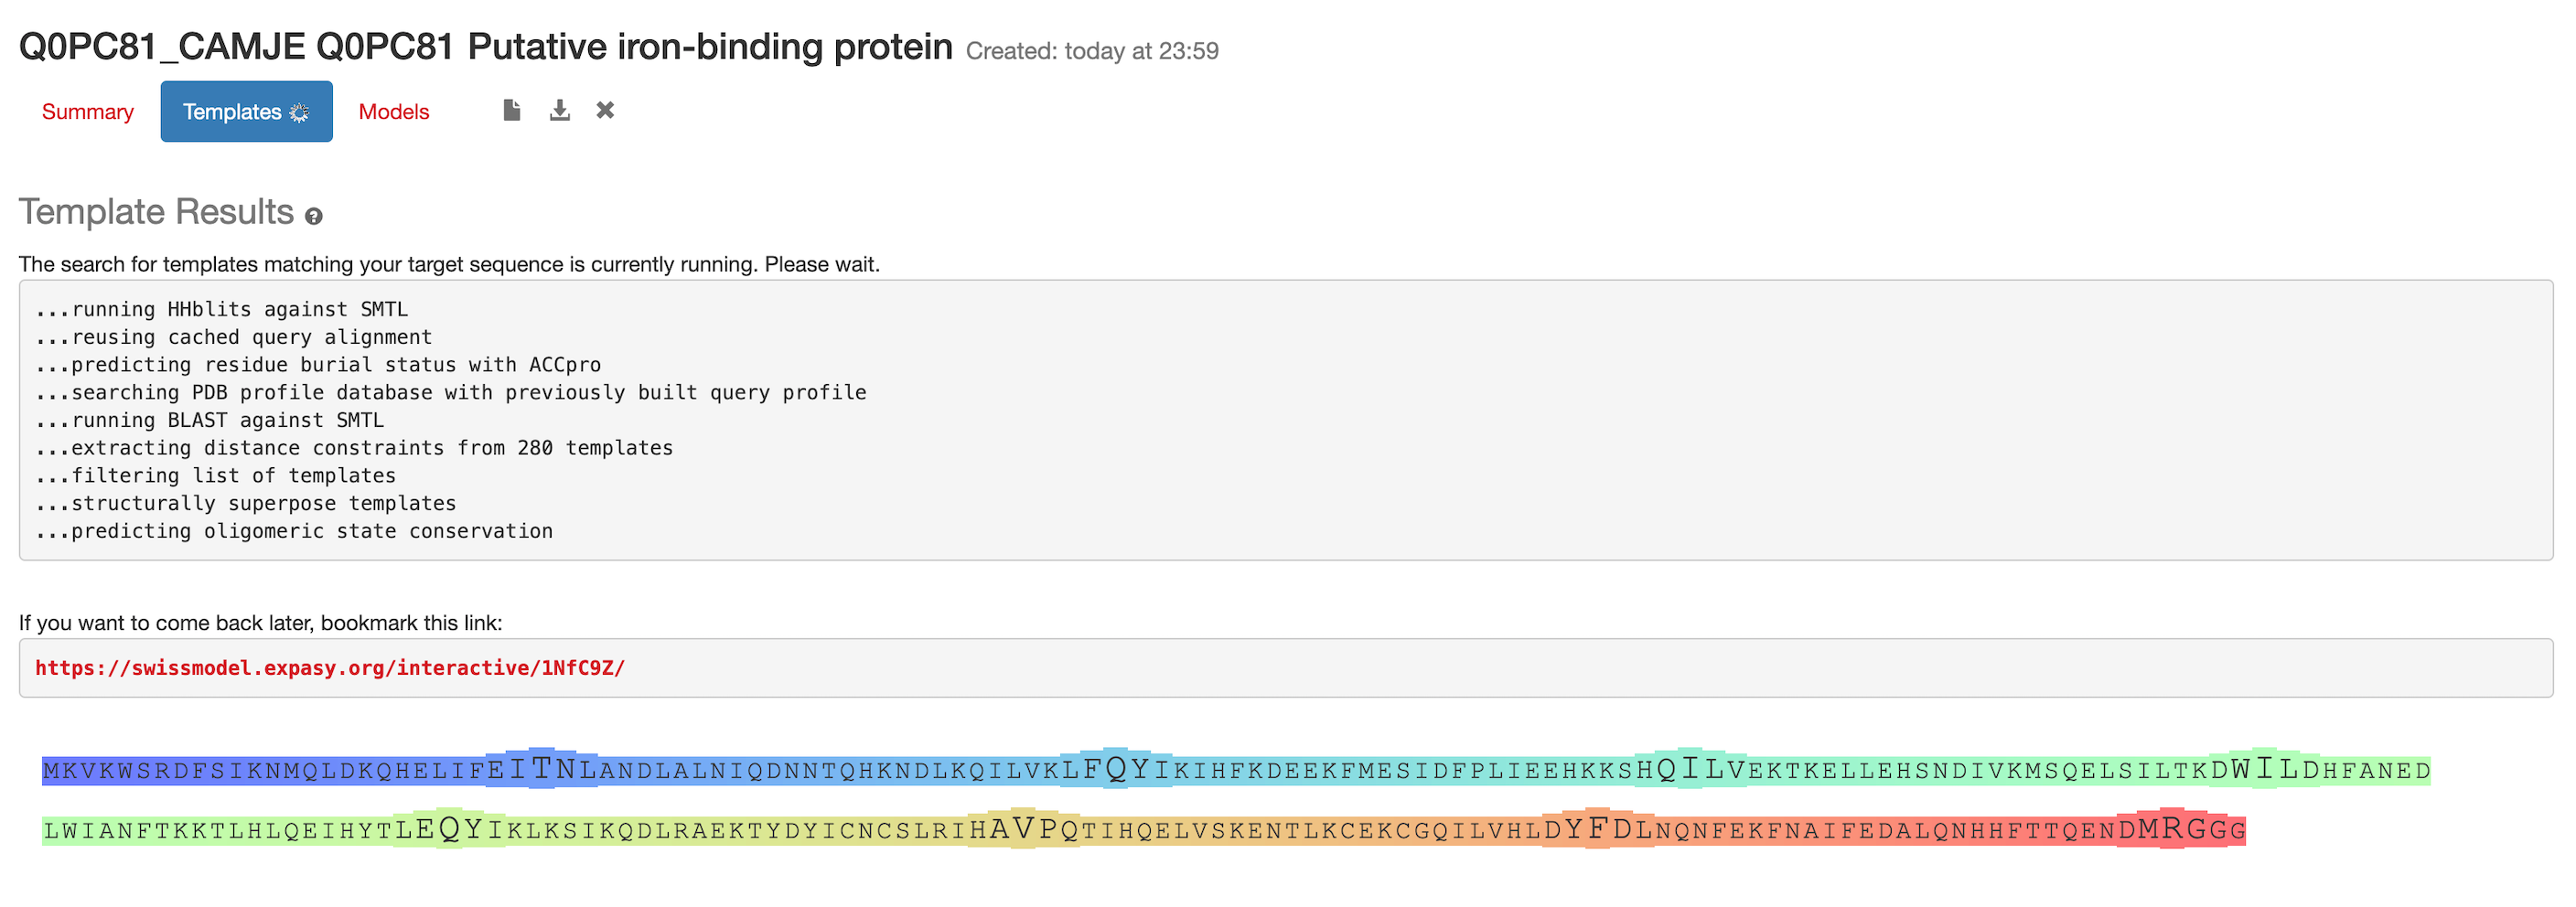 Q0PC81_CAMJE Q0PC81 Putative iron-binding protein Created: today at 23:59
Summary Templates Models
Template Results
The search for templates matching your target sequence is currently running. Please wait.
...running HHblits against SMTL
...reusing cached query alignment
...predicting residue burial status with ACCpro
...searching PDB profile database with previously built query profile
...running BLAST against SMTL
...extracting distance constraints from 280 templates
...filtering list of templates
...structurally superpose templates
...predicting oligomeric state conservation
If you want to come back later, bookmark this link:
https://swissmodel.expasy.org/interactive/1NfC9Z/
MKVKWSRDFSIKNMQLDKQHELIFEITNLANDLALNIQDNNTQHKNDLKQILVKLFQYIKIHFKDEEKFMESIDFPLIEEHKKSHQILVEKTKELLEHSNDIVKMSQELSILTKDWILDHFANED
LWIANFTKKTLHLQEIHYTLEQYIKLKSIKQDLRAEKTYDYICNCSLRIHAVPQTIHQELVSKENTLKCEKCGQILVHLDYFDLNQNFEKFNAIFEDALQNHHFTTQENDMRGGG